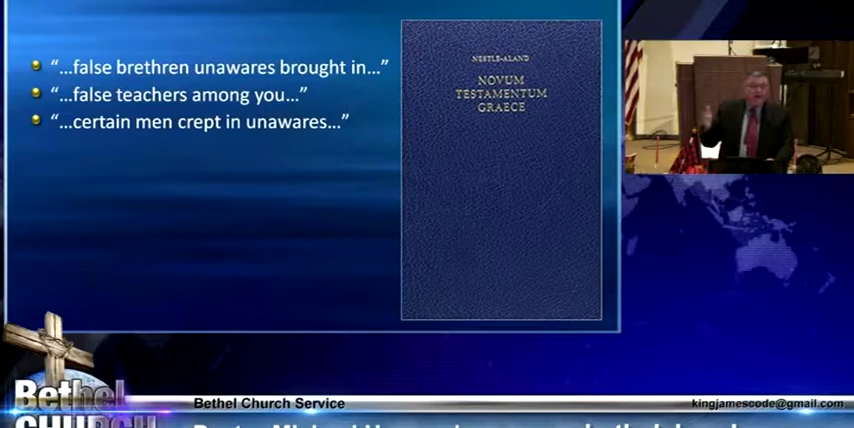 “...false brethren unawares brought in...”
“...false teachers among you...”
“...certain men crept in unawares...”
NESTLE-ALAND
NOVUM
TESTAMENTUM
GRAECE
Bethel
CHURCH
Bethel Church Service
kingjamescode@gmail.com